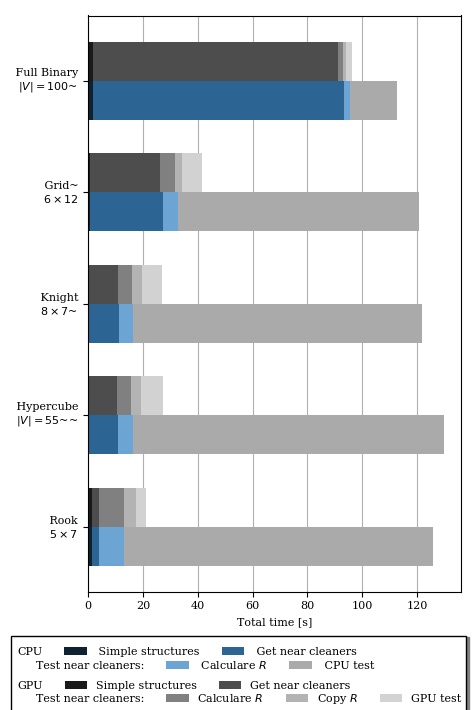 Full Binary
|V| = 100~
Grid~
6 × 12
Knight
8 × 7~
Hypercube
|V| = 55~~
Rook
5 × 7
0 20 40 60 80 100 120
Total time [s]
CPU Simple structures Get near cleaners
Test near cleaners: Calculare R CPU test
GPU Simple structures Get near cleaners
Test near cleaners: Calculare R Copy R GPU test